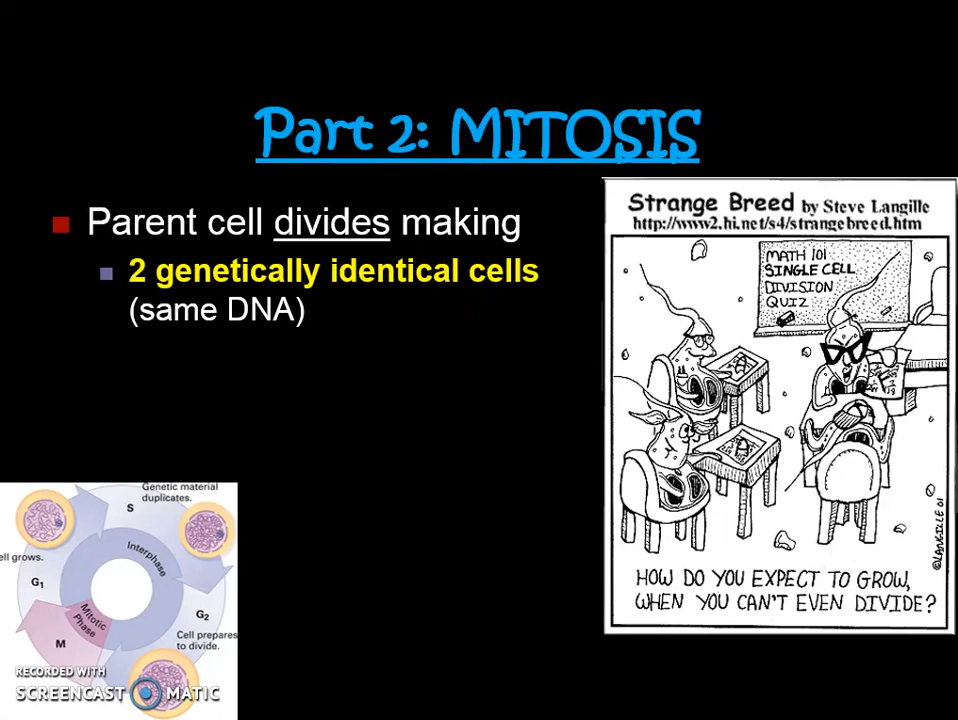 Part 2: MITOSIS
Parent cell divides making
2 genetically identical cells
(same DNA)
Strange Breed by Steve Langille
http://www2.hi.net/s4/strangebreed.htm
MATH 101
SINGLE CELL
DIVISION
QUIZ
©LANGILLE 01
HOW DO YOU EXPECT TO GROW,
WHEN YOU CAN'T EVEN DIVIDE?
Genetic material
duplicates.
S
Interphase
ell grows.
G1
G2
Mitotic
Phase
M
Cell prepares
to divide.
RECORDED WITH
SCREENCAST MATIC